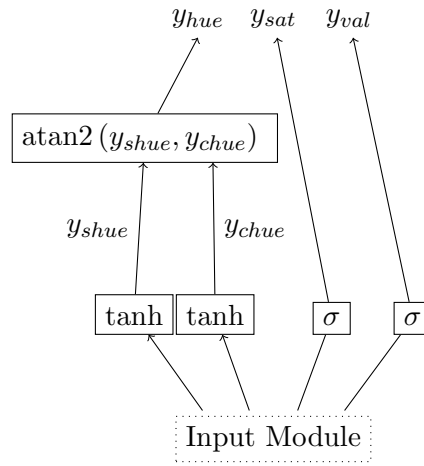 y_hue y_sat y_val
atan2 (y_shue, y_chue)
y_shue y_chue
tanh tanh σ σ
Input Module